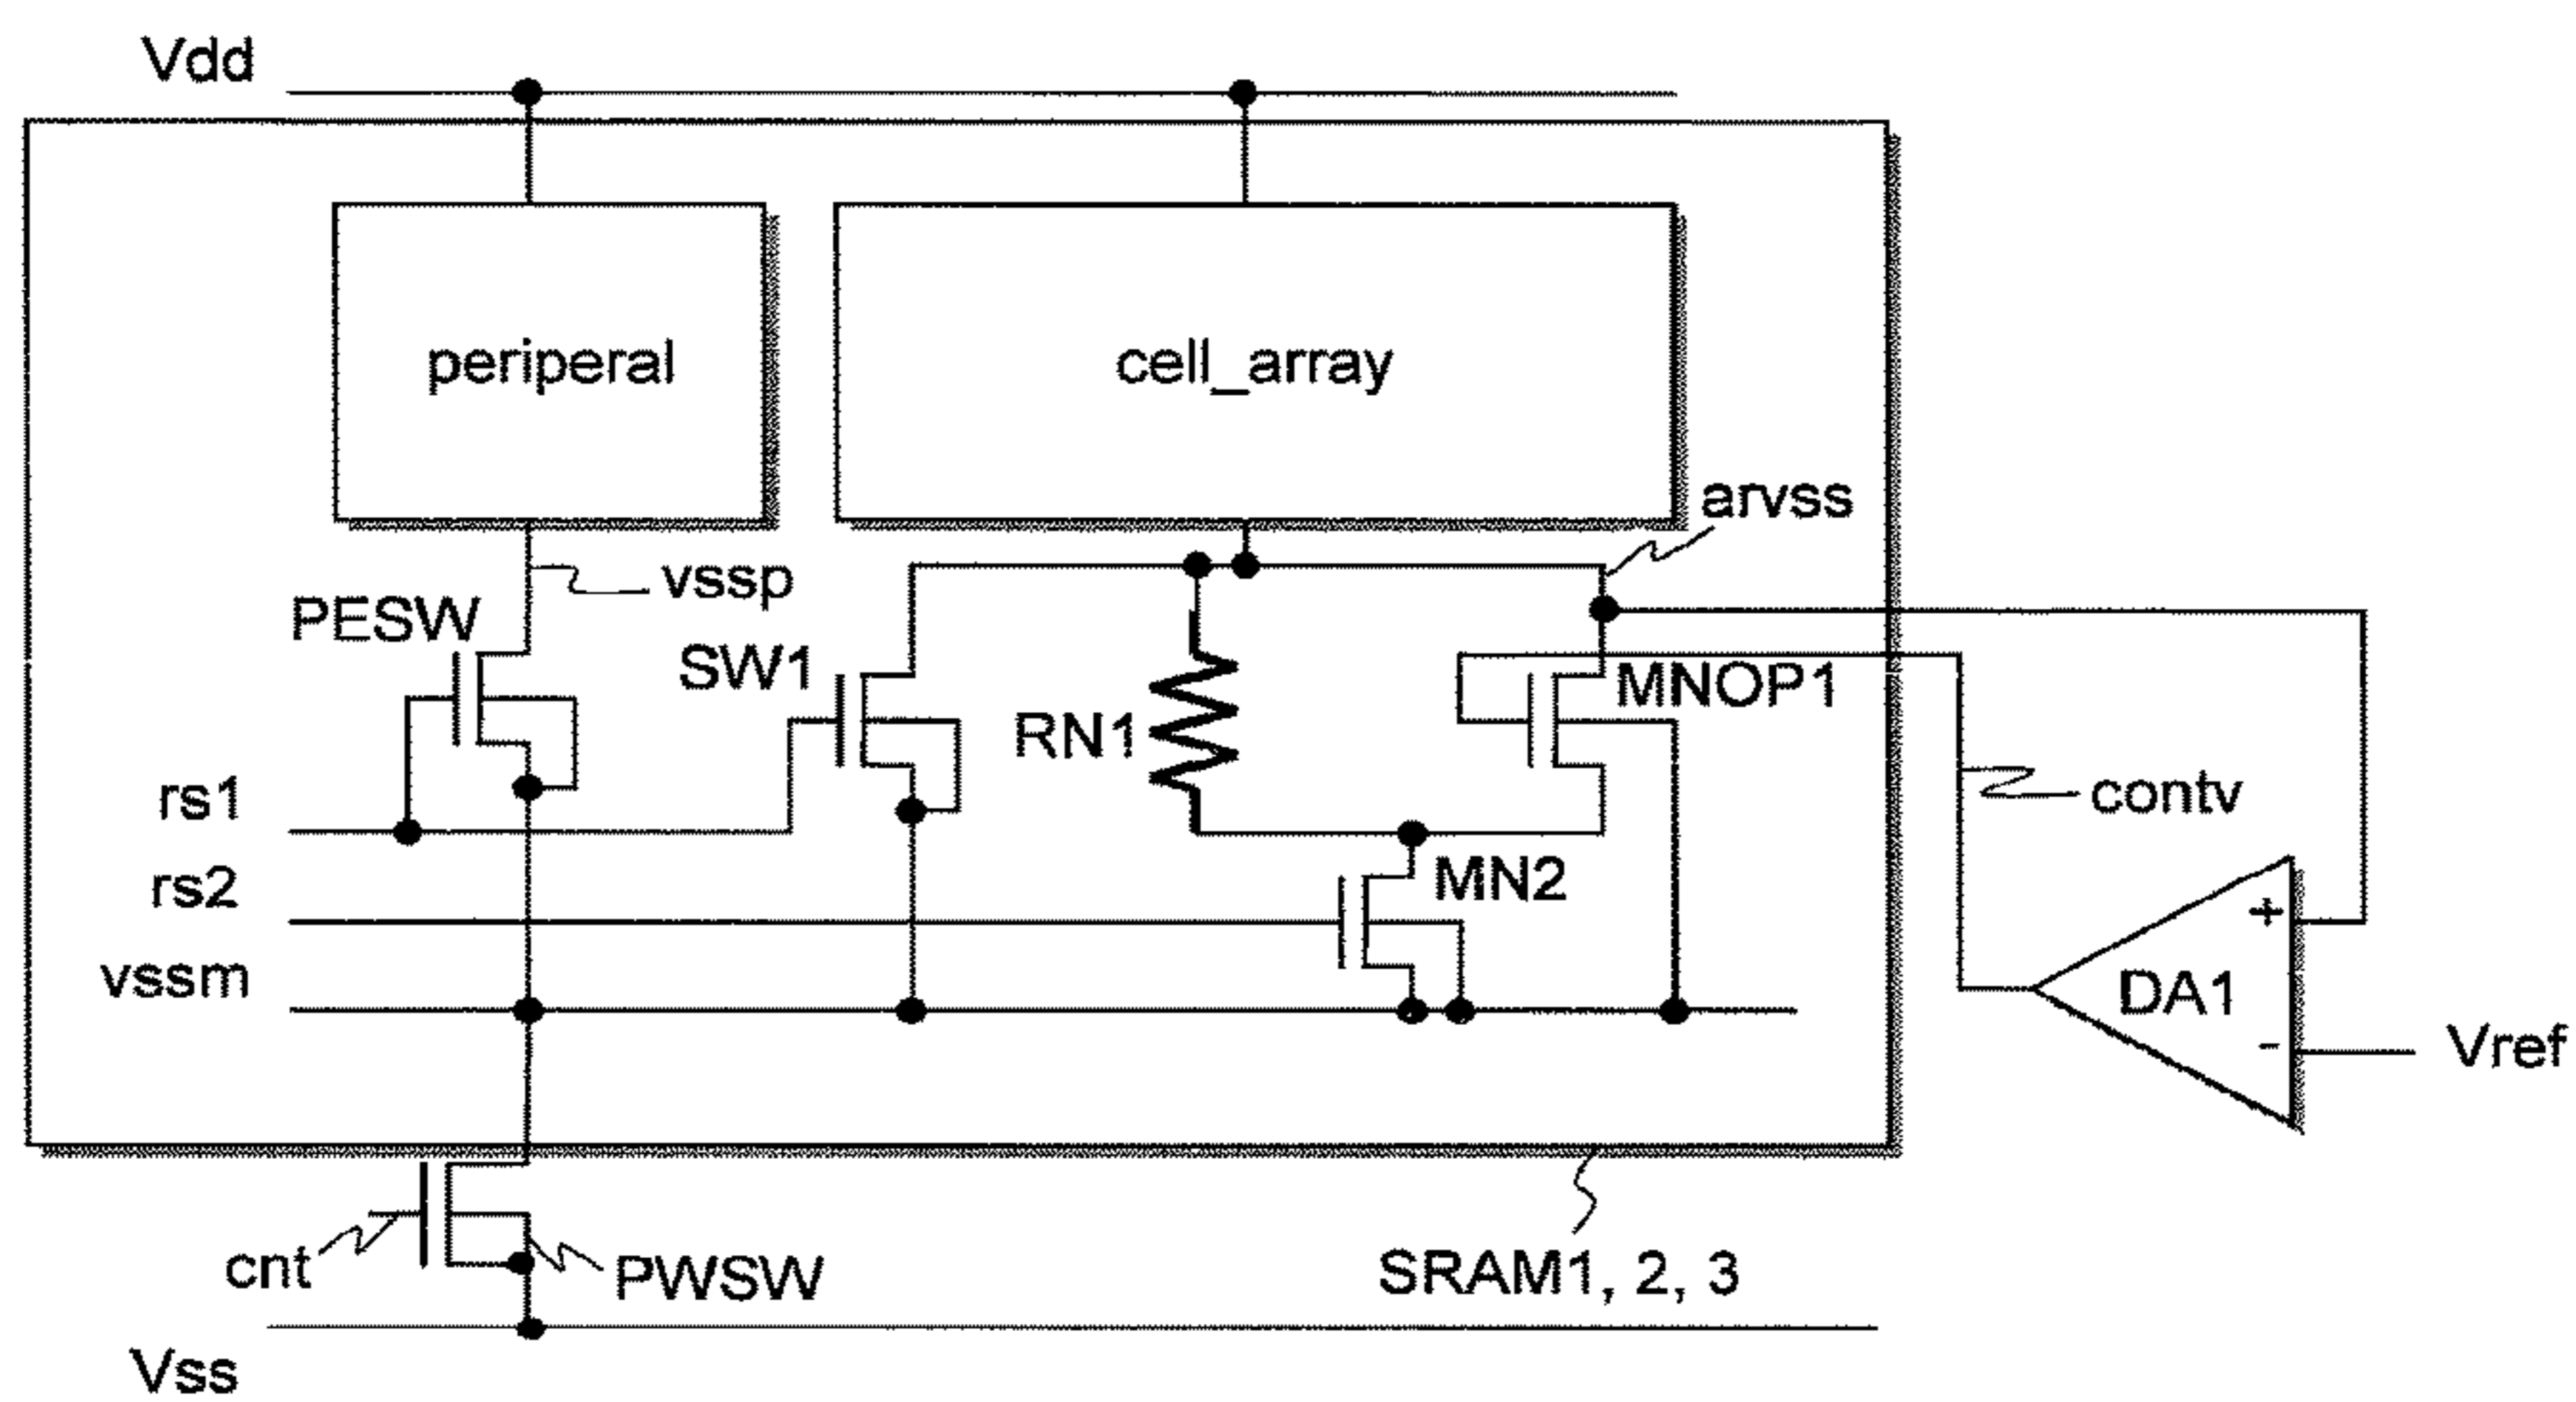 Vdd
periperal
cell_array
arvss
vssp
PESW
SW1
MNOP1
RN1
rs1
contv
rs2
MN2
+
vssm
DA1
-
Vref
cnt
PWSW
SRAM1, 2, 3
Vss